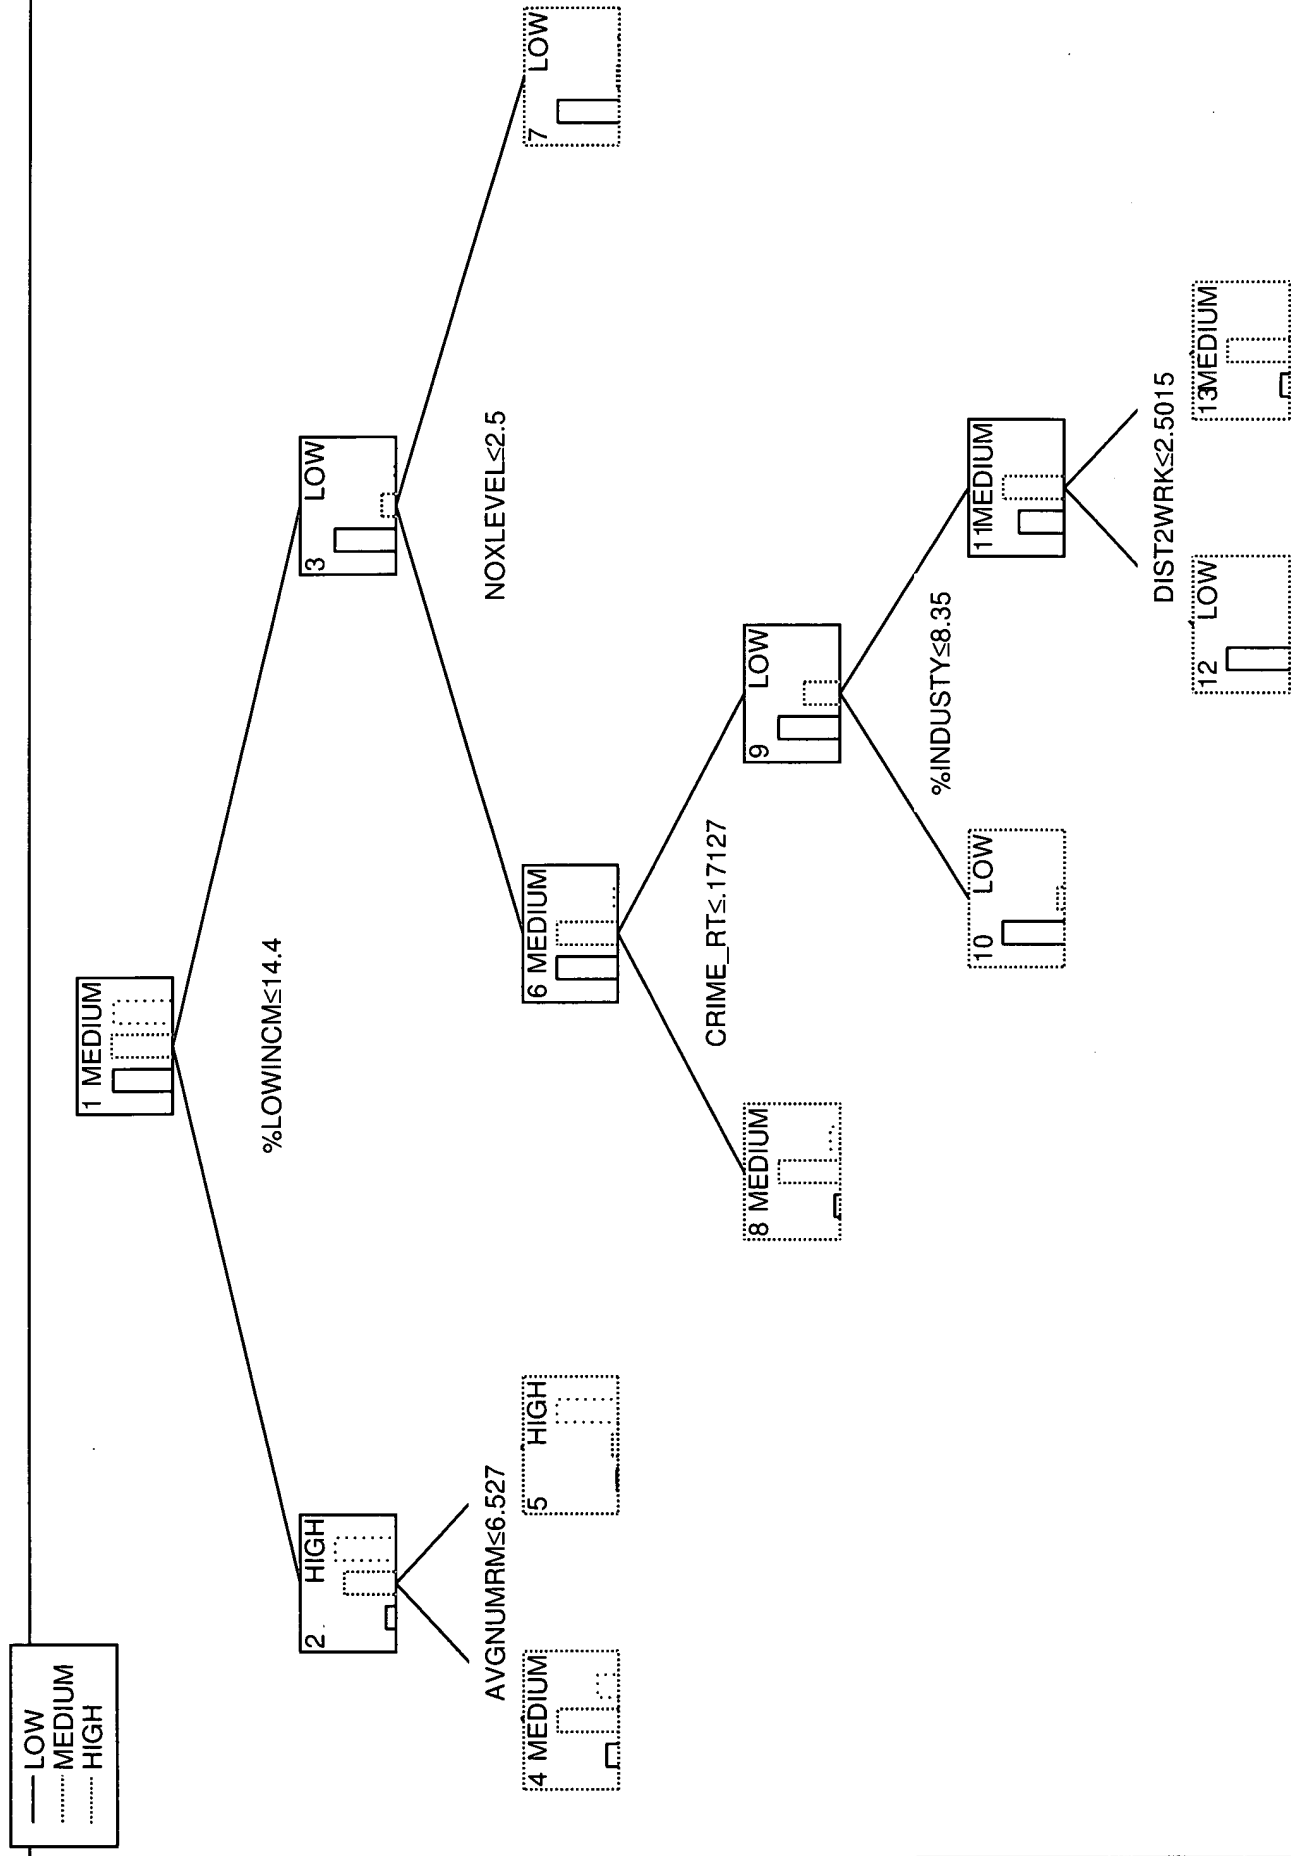 LOW
MEDIUM
HIGH
1 MEDIUM
%LOWINCM≤14.4
2 HIGH
3 LOW
AVGNUMRM≤6.527
NOXLEVEL≤2.5
4 MEDIUM
5 HIGH
6 MEDIUM
7 LOW
CRIME_RT≤.17127
8 MEDIUM
9 LOW
%INDUSTY≤8.35
10 LOW
11 MEDIUM
DIST2WRK≤2.5015
12 LOW
13 MEDIUM